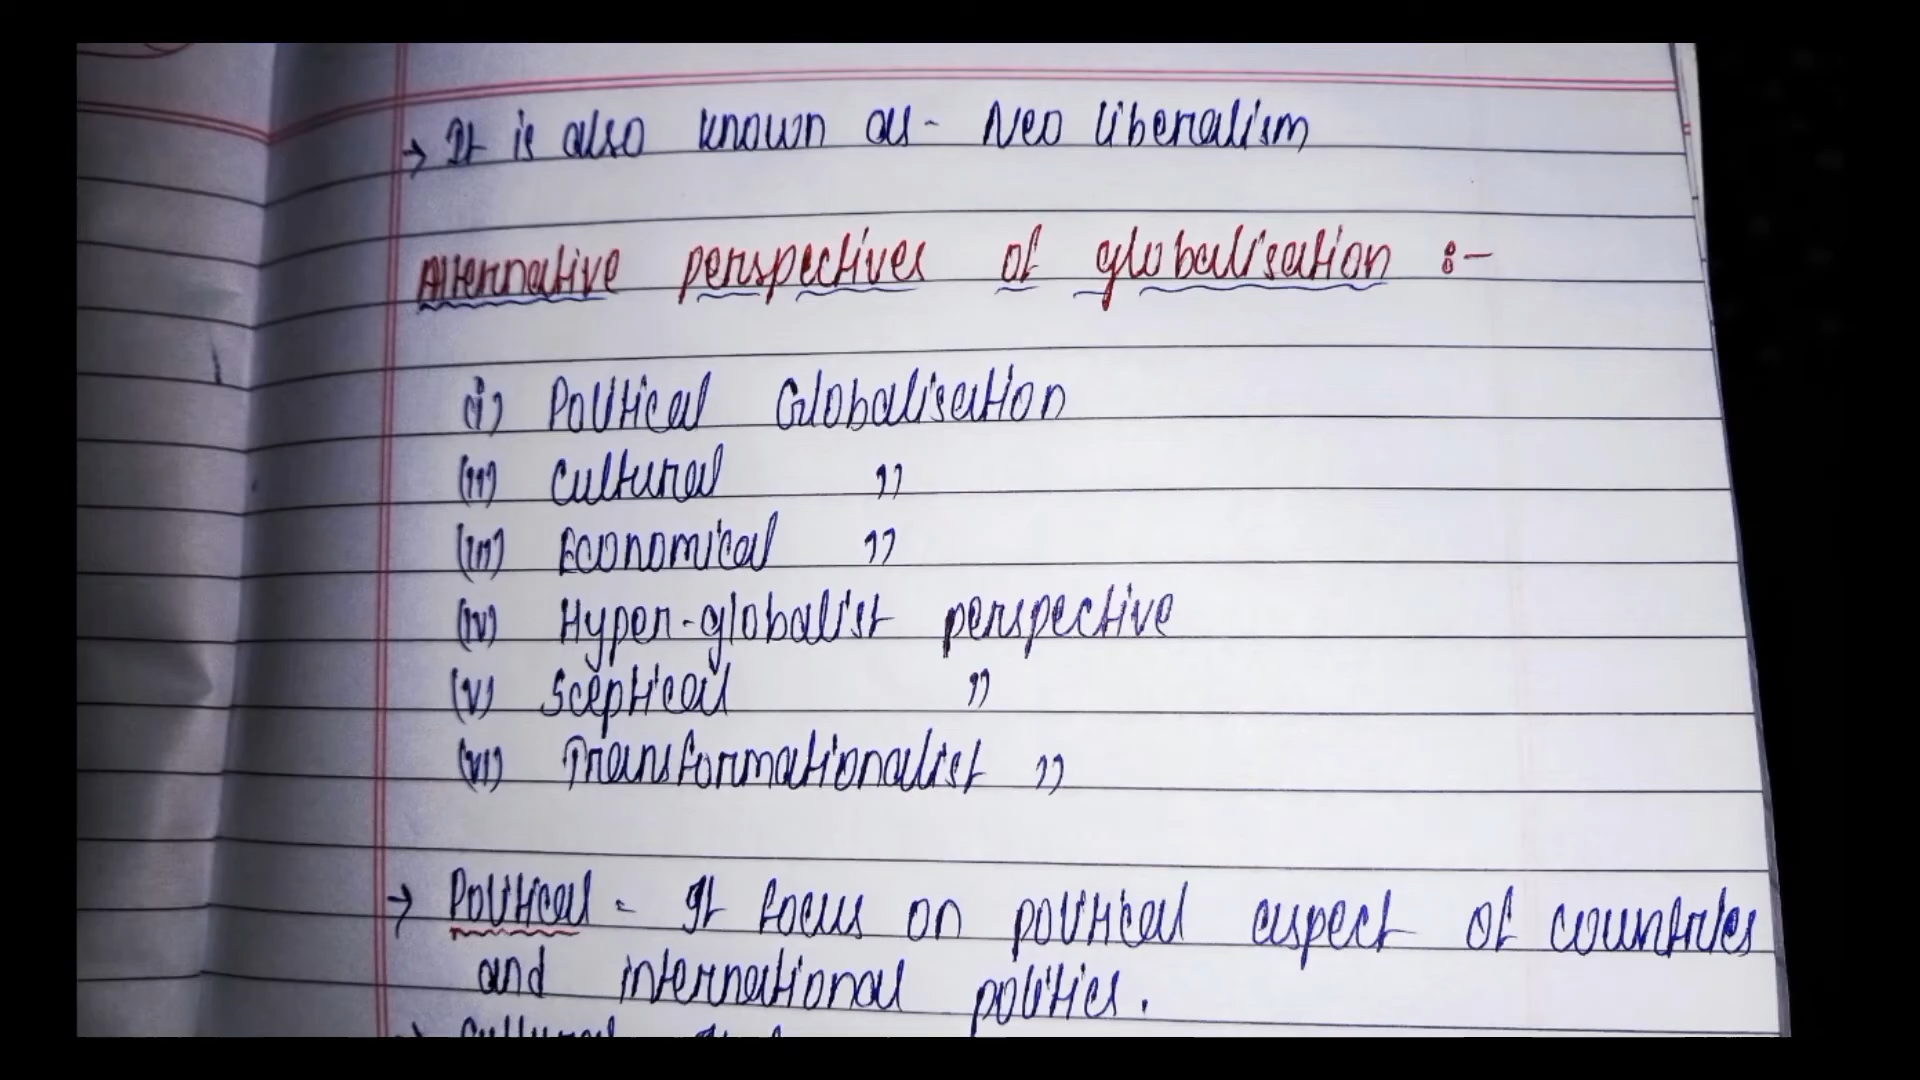 → It is also known as - Neo liberalism
Alternative perspectives of globalisation :-
(i) Political Globalisation
(ii) Cultural "
(iii) Economical "
(iv) Hyper-globalist perspective
(v) Sceptical "
(vi) Transformationalist "
→ Political - It focus on political aspect of countries
and international politics.
→ Cultural